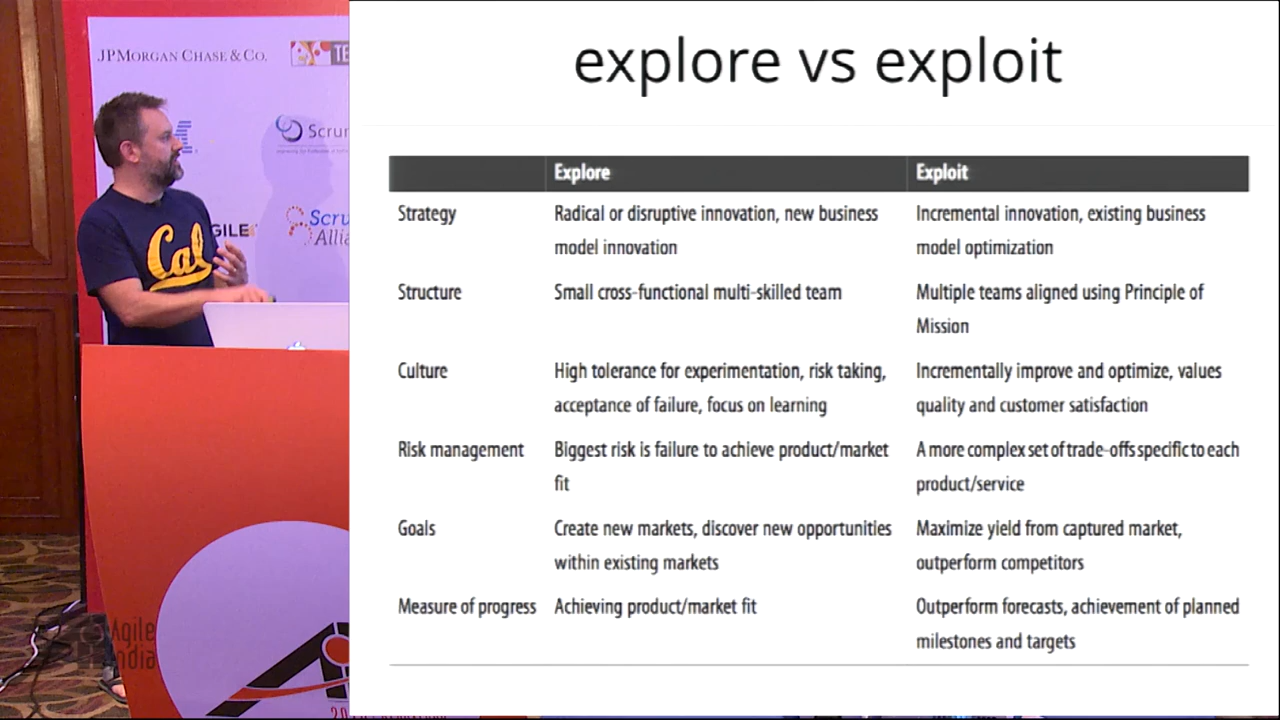 JPMORGAN CHASE & CO.
TE
Scru
Scru
Allia
GILE
Cal
Agile
India
explore vs exploit
Explore Exploit
Strategy Radical or disruptive innovation, new business Incremental innovation, existing business
model innovation model optimization
Structure Small cross-functional multi-skilled team Multiple teams aligned using Principle of
Mission
Culture High tolerance for experimentation, risk taking, Incrementally improve and optimize, values
acceptance of failure, focus on learning quality and customer satisfaction
Risk management Biggest risk is failure to achieve product/market A more complex set of trade-offs specific to each
fit product/service
Goals Create new markets, discover new opportunities Maximize yield from captured market,
within existing markets outperform competitors
Measure of progress Achieving product/market fit Outperform forecasts, achievement of planned
milestones and targets